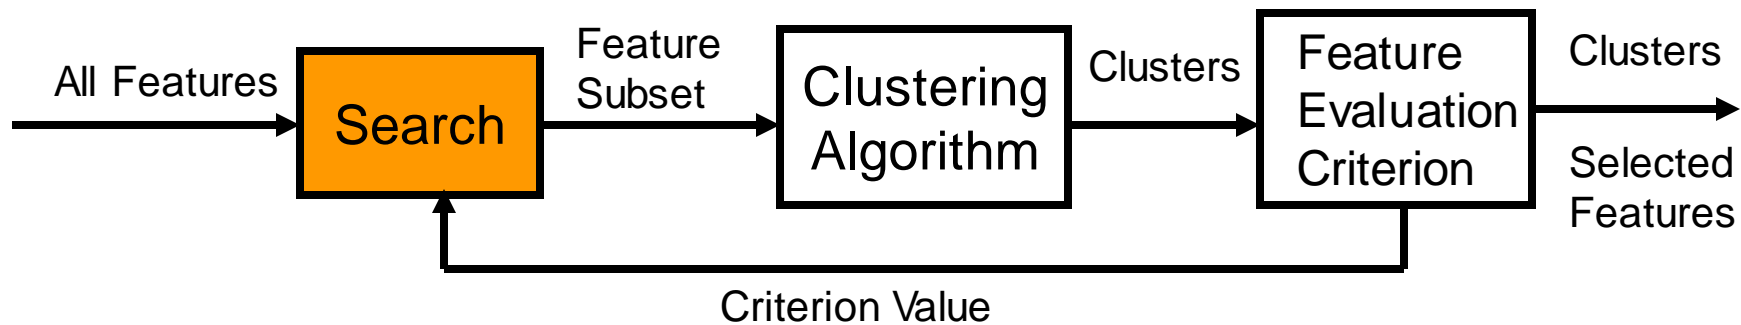 All Features
Search
Feature
Subset
Clustering
Algorithm
Clusters
Feature
Evaluation
Criterion
Clusters
Selected
Features
Criterion Value